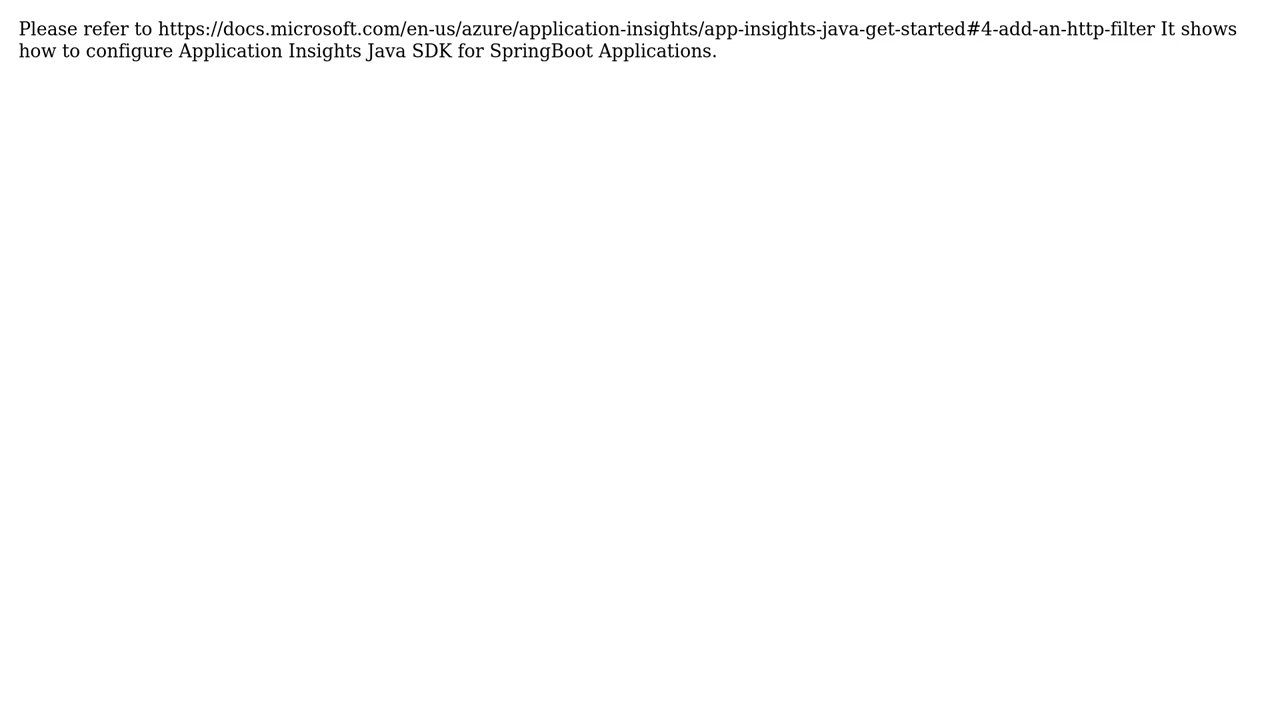 Please refer to https://docs.microsoft.com/en-us/azure/application-insights/app-insights-java-get-started#4-add-an-http-filter It shows
how to configure Application Insights Java SDK for SpringBoot Applications.